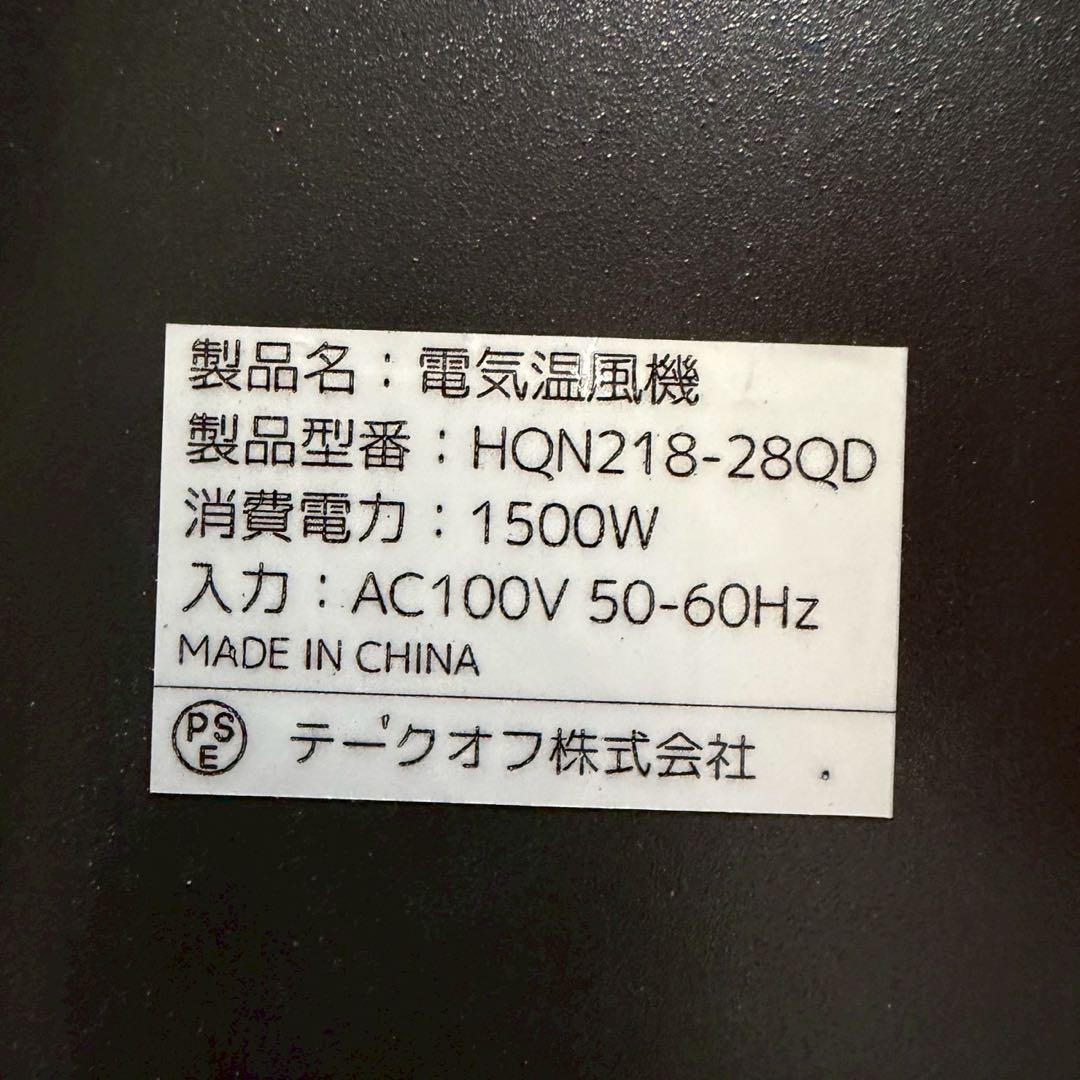 製品名：電気温風機
製品型番：HQN218-28QD
消費電力：1500W
入力：AC100V 50-60Hz
MADE IN CHINA
PSE テークオフ株式会社